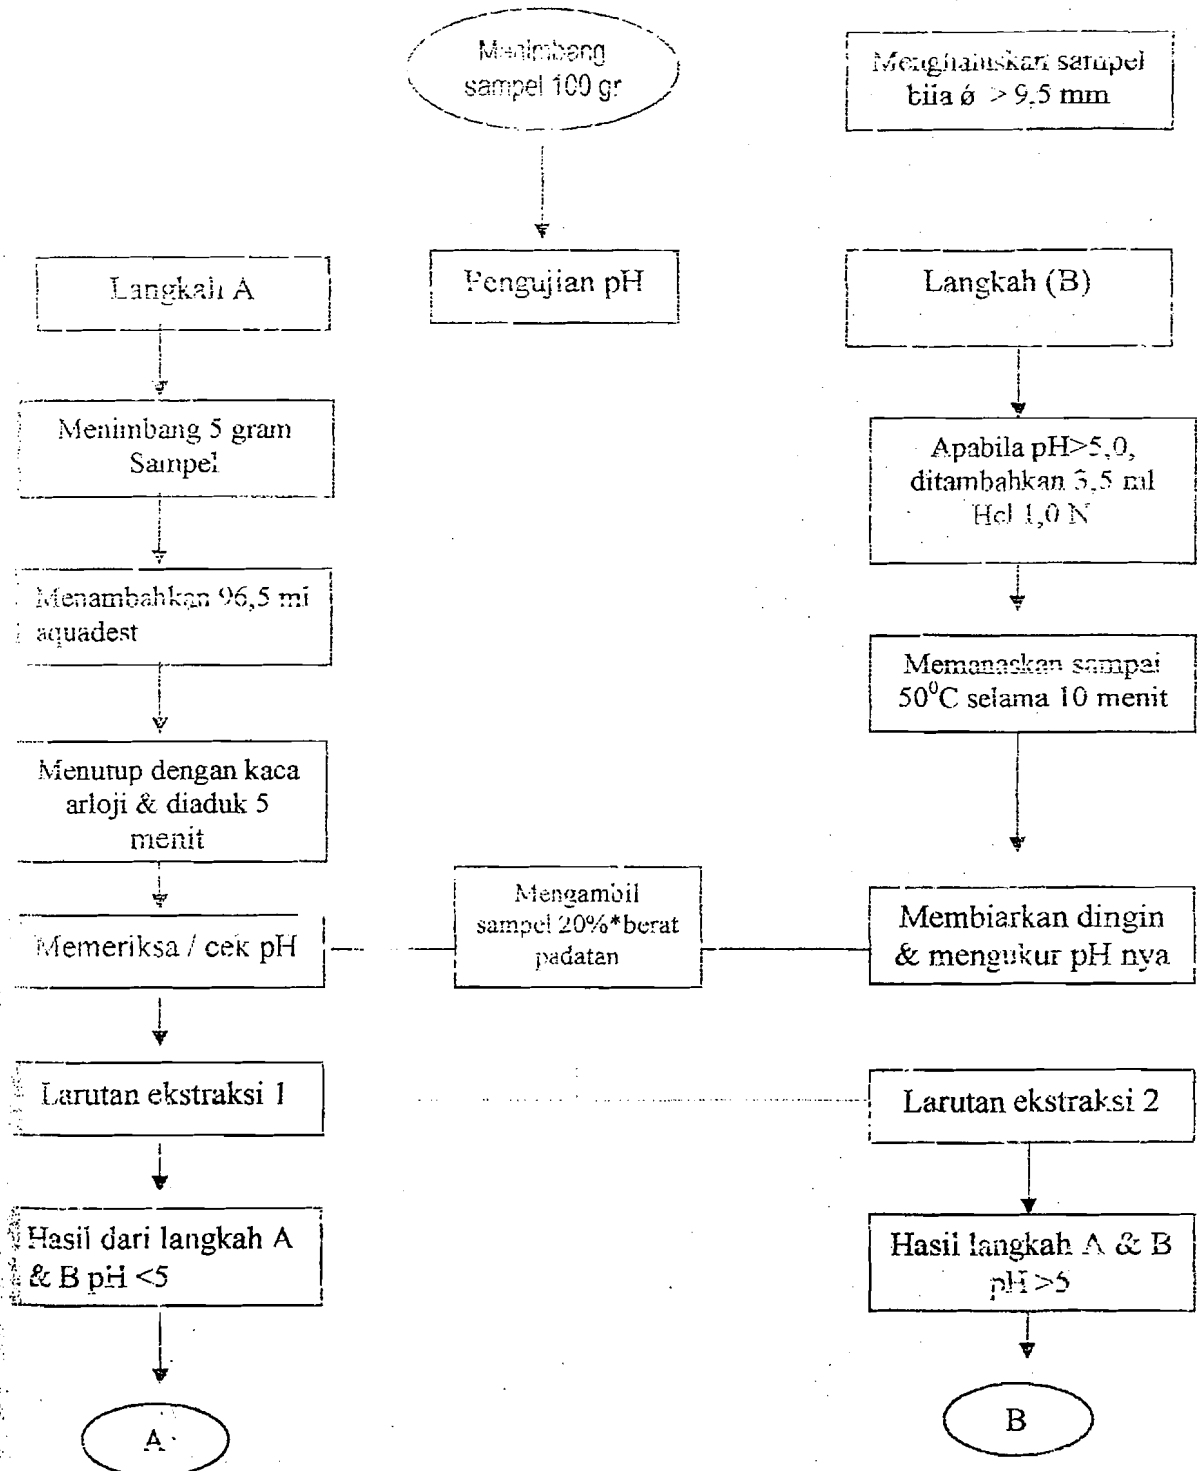 Menimbang
sampel 100 gr
Menghaluskan sampel
bila ǿ > 9,5 mm
Langkah A
Pengujian pH
Langkah (B)
Menimbang 5 gram
Sampel
Apabila pH>5,0,
ditambahkan 3,5 ml
Hcl 1,0 N
Menambahkan 96,5 ml
aquadest
Memanaskan sampai
50⁰C selama 10 menit
Menutup dengan kaca
arloji & diaduk 5
menit
Memeriksa / cek pH
Mengambil
sampel 20%*berat
padatan
Membiarkan dingin
& mengukur pH nya
Larutan ekstraksi 1
Larutan ekstraksi 2
Hasil dari langkah A
& B pH <5
Hasil langkah A & B
pH >5
A
B